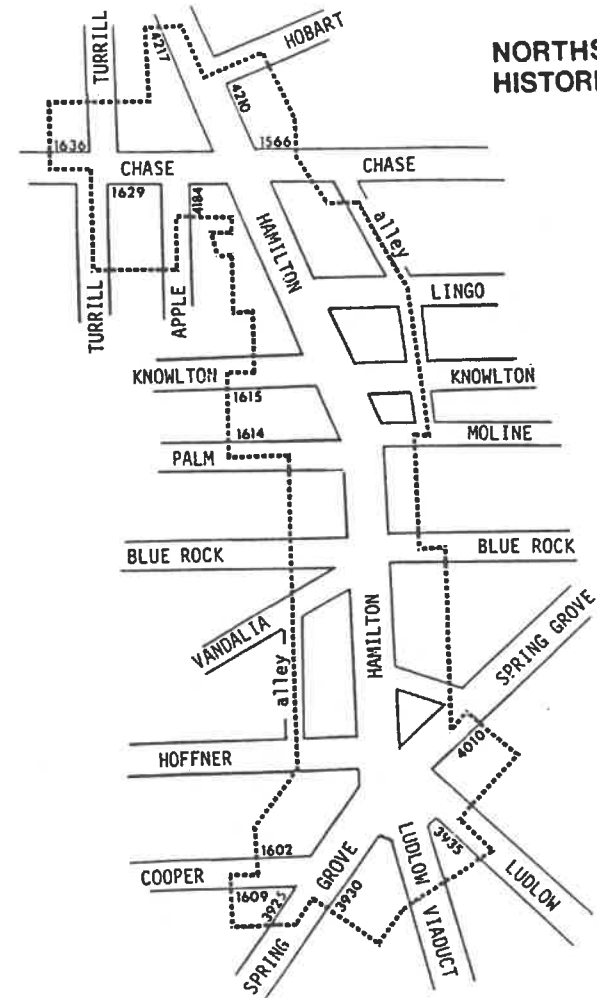 NORTHS
HISTORI
HOBART
TURRILL
4217
4210
1636
1566
CHASE
CHASE
1629
4184
HAMILTON
alley
LINGO
TURRILL
APPLE
KNOWLTON
KNOWLTON
1615
1614
MOLINE
PALM
BLUE ROCK
BLUE ROCK
VANDALIA
HAMILTON
SPRING GROVE
alley
HOFFNER
4010
1602
3935
COOPER
1609
3925
GROVE
3930
LUDLOW
VIADUCT
LUDLOW
SPRING